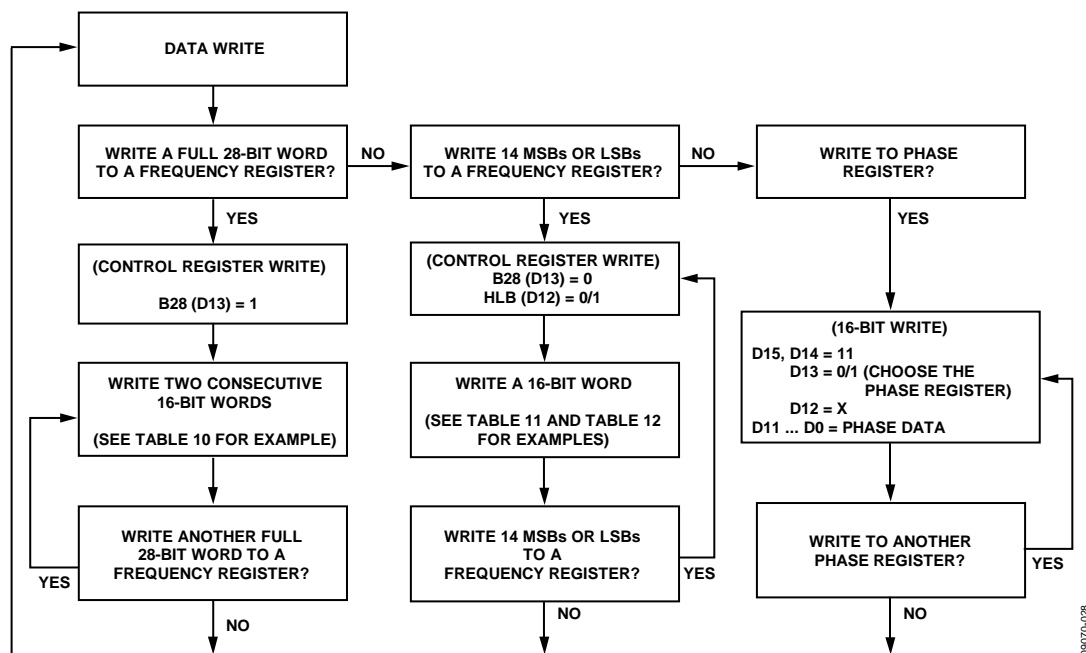 DATA WRITE
WRITE A FULL 28-BIT WORD
TO A FREQUENCY REGISTER?
NO
WRITE 14 MSBs OR LSBs
TO A FREQUENCY REGISTER?
NO
WRITE TO PHASE
REGISTER?
YES
YES
YES
(CONTROL REGISTER WRITE)
B28 (D13) = 1
(CONTROL REGISTER WRITE)
B28 (D13) = 0
HLB (D12) = 0/1
(16-BIT WRITE)
D15, D14 = 11
D13 = 0/1 (CHOOSE THE
PHASE REGISTER)
D12 = X
D11 ... D0 = PHASE DATA
WRITE TWO CONSECUTIVE
16-BIT WORDS
(SEE TABLE 10 FOR EXAMPLE)
WRITE A 16-BIT WORD
(SEE TABLE 11 AND TABLE 12
FOR EXAMPLES)
WRITE ANOTHER FULL
28-BIT WORD TO A
FREQUENCY REGISTER?
YES
NO
WRITE 14 MSBs OR LSBs
TO A
FREQUENCY REGISTER?
YES
NO
WRITE TO ANOTHER
PHASE REGISTER?
YES
NO
09070-028